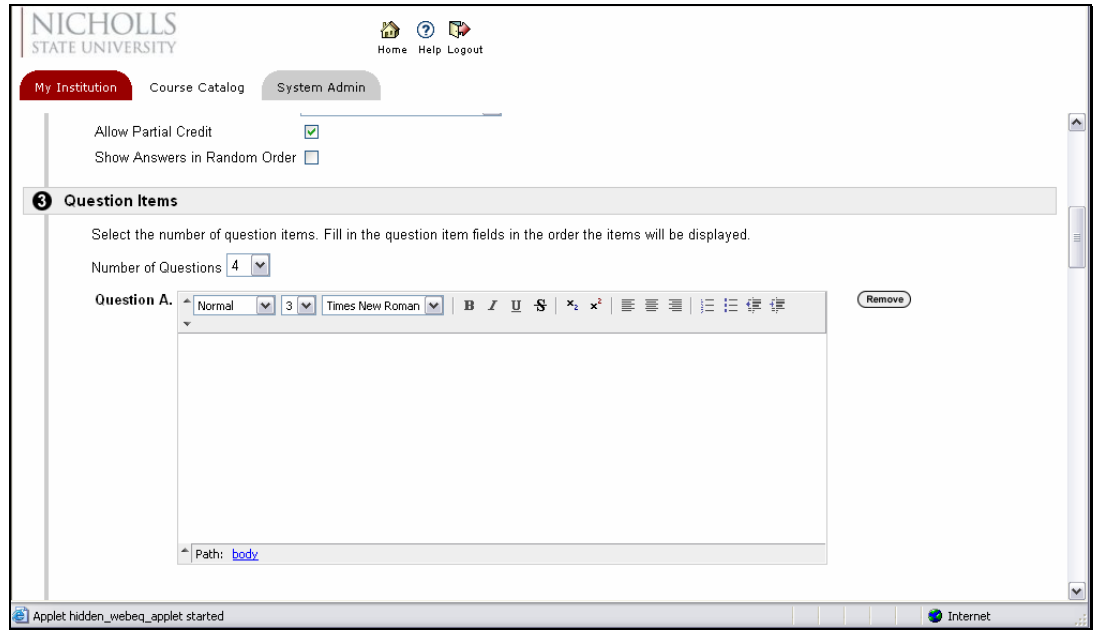 NICHOLLS
STATE UNIVERSITY
Home Help Logout
My Institution Course Catalog System Admin
Allow Partial Credit
Show Answers in Random Order
3 Question Items
Select the number of question items. Fill in the question item fields in the order the items will be displayed.
Number of Questions 4
Question A. Normal 3 Times New Roman B I U S x₂ x² Remove
Path: body
Applet hidden_webeq_applet started Internet